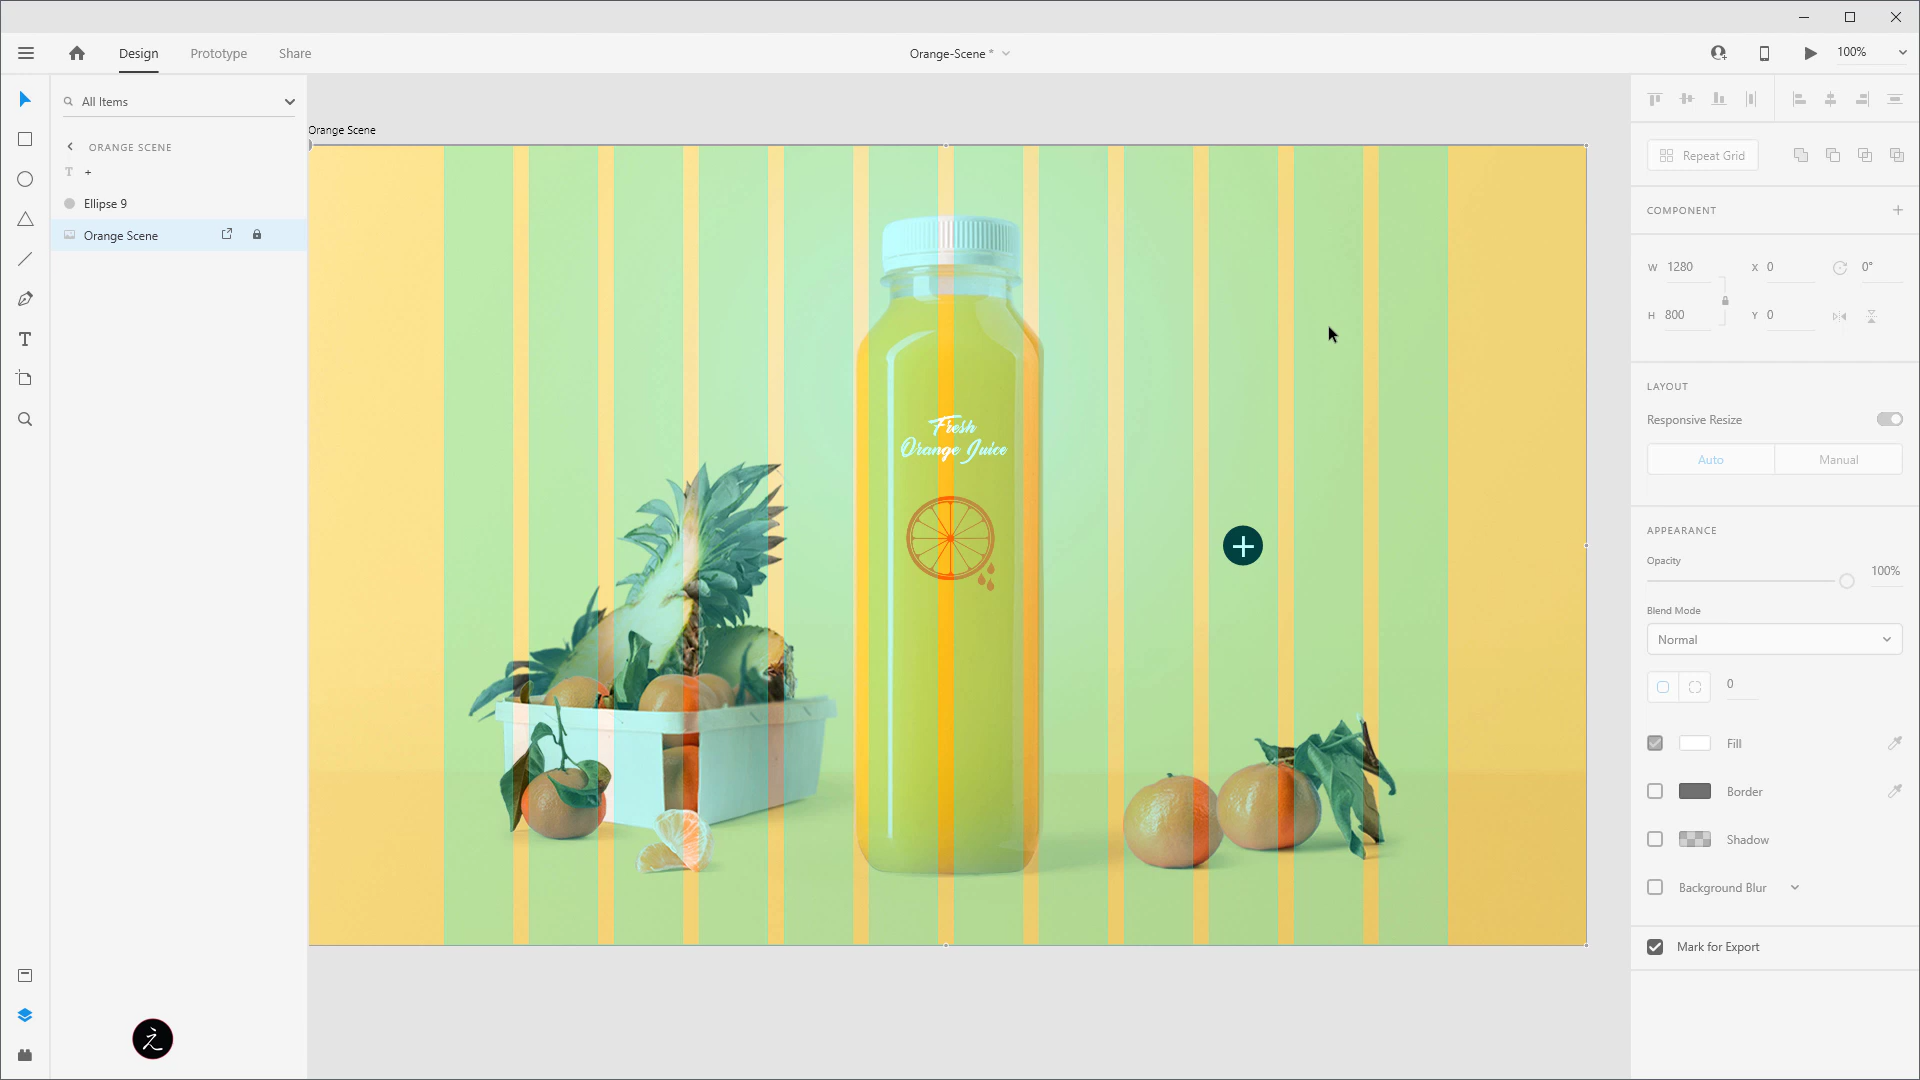 Design
Prototype
Share
Orange-Scene *
100%
All Items
ORANGE SCENE
T
+
Ellipse 9
Orange Scene
Orange Scene
Fresh
Orange Juice
Repeat Grid
COMPONENT
W 1280
X 0
0°
H 800
Y 0
LAYOUT
Responsive Resize
Auto
Manual
APPEARANCE
Opacity
100%
Blend Mode
Normal
0
Fill
Border
Shadow
Background Blur
Mark for Export
え